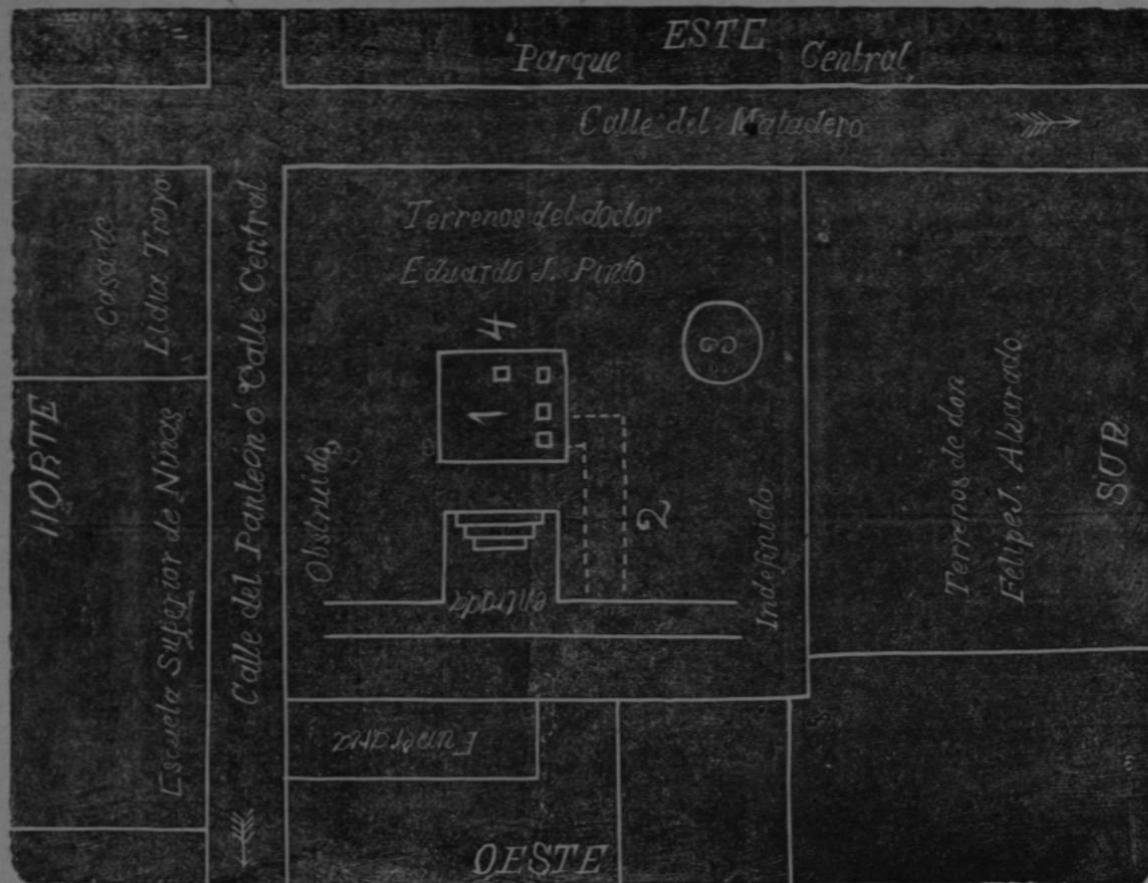 ESTE
Parque Central
Calle del Matadero
Casa de
Lidia Troyo
Calle del Panteón ó Calle Central
Terrenos del doctor
Eduardo J. Pinto
4
1
3
2
HORTE
Escuela Superior de Niñas
Obstruido
Indefinido
entrada
Terrenos de don
Felipe J. Alvarado
SUR
Funeraria
OESTE